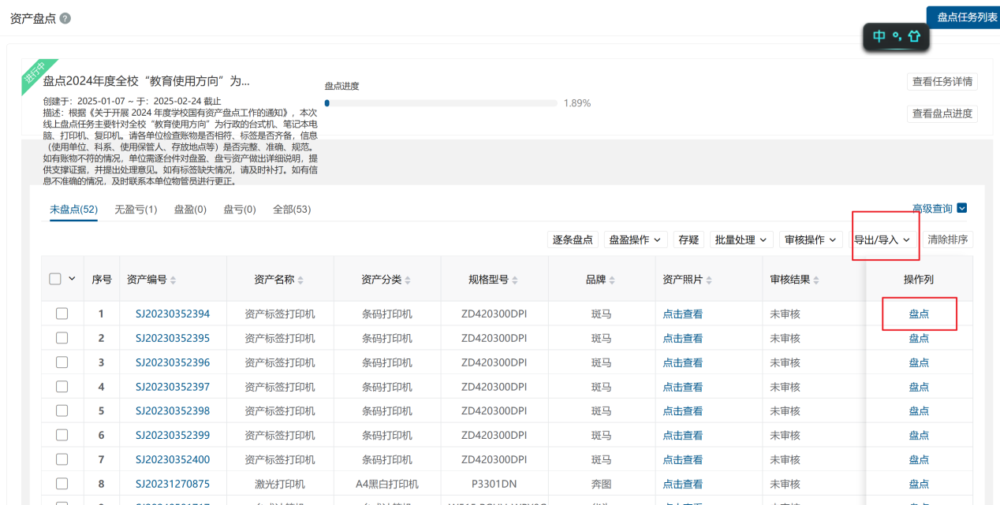 资产盘点 ?
盘点任务列表
中 °,
进行中
盘点2024年度全校“教育使用方向”为...
创建于：2025-01-07 ~ 于：2025-02-24 截止
描述：根据《关于开展 2024 年度学校国有资产盘点工作的通知》，本次
线上盘点任务主要针对全校“教育使用方向”为行政的台式机、笔记本电
脑、打印机、复印机。请各单位检查账物是否相符、标签是否齐备，信息
（使用单位、科系、使用保管人、存放地点等）是否完整、准确、规范。
如有账物不符的情况，单位需逐台件对盘盈、盘亏资产做出详细说明，提
供支撑证据，并提出处理意见。如有标签缺失情况，请及时补打。如有信
息不准确的情况，及时联系本单位物管员进行更正。
盘点进度
1.89%
查看任务详情
查看盘点进度
未盘点(52) 无盈亏(1) 盘盈(0) 盘亏(0) 全部(53) 高级查询
逐条盘点 盘盈操作 存疑 批量处理 审核操作 导出/导入 清除排序
序号 资产编号 资产名称 资产分类 规格型号 品牌 资产照片 审核结果 操作列
1 SJ20230352394 资产标签打印机 条码打印机 ZD420300DPI 斑马 点击查看 未审核 盘点
2 SJ20230352395 资产标签打印机 条码打印机 ZD420300DPI 斑马 点击查看 未审核 盘点
3 SJ20230352396 资产标签打印机 条码打印机 ZD420300DPI 斑马 点击查看 未审核 盘点
4 SJ20230352397 资产标签打印机 条码打印机 ZD420300DPI 斑马 点击查看 未审核 盘点
5 SJ20230352398 资产标签打印机 条码打印机 ZD420300DPI 斑马 点击查看 未审核 盘点
6 SJ20230352399 资产标签打印机 条码打印机 ZD420300DPI 斑马 点击查看 未审核 盘点
7 SJ20230352400 资产标签打印机 条码打印机 ZD420300DPI 斑马 点击查看 未审核 盘点
8 SJ20231270875 激光打印机 A4黑白打印机 P3301DN 奔图 点击查看 未审核 盘点